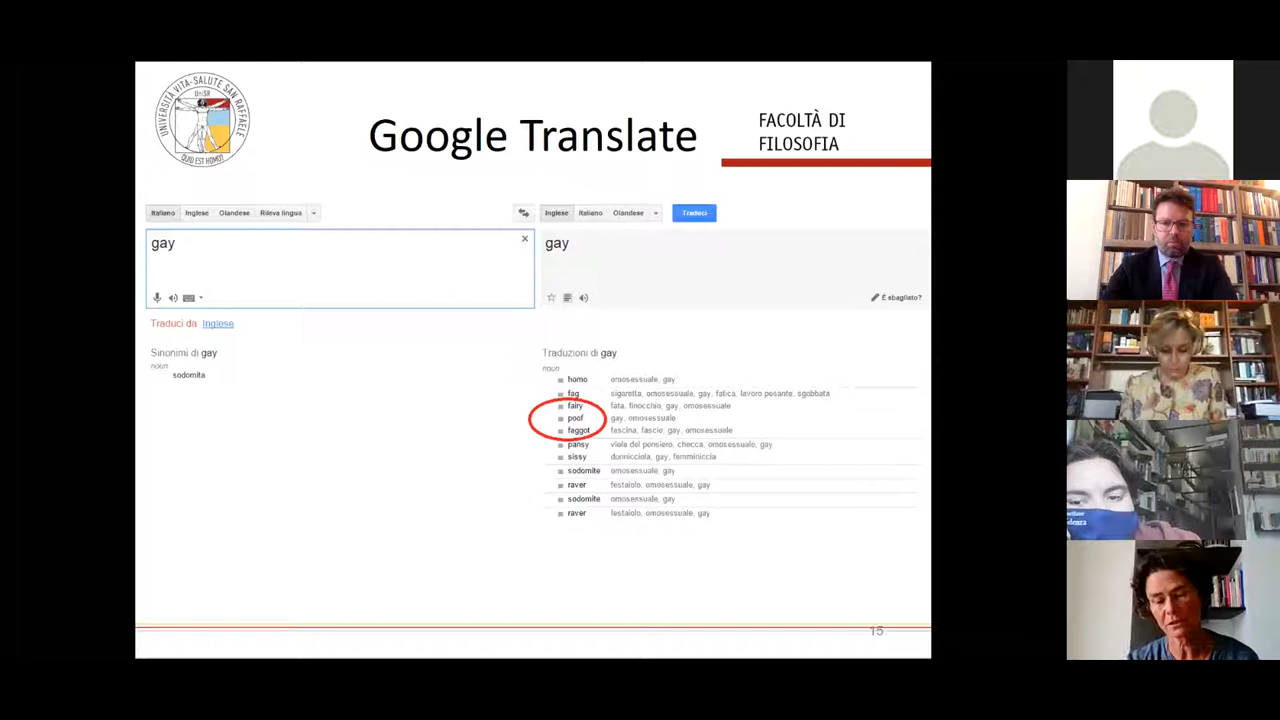 UNIVERSITÀ VITA-SALUTE SAN RAFFAELE
UniSR
QUID EST HOMO?
Google Translate
FACOLTÀ DI
FILOSOFIA
Italiano Inglese Olandese Rileva lingua
Inglese Italiano Olandese Traduci
gay
gay
È sbagliato?
Traduci da Inglese
Sinonimi di gay
noun
sodomita
Traduzioni di gay
noun
homo omosessuale, gay
fag sigaretta, omosessuale, gay, fatica, lavoro pesante, sgobbata
fairy fata, finocchio, gay, omosessuale
poof gay, omosessuale
faggot fascina, fascio, gay, omosessuale
pansy viola del pensiero, checca, omosessuale, gay
sissy donnicciola, gay, femminiccia
sodomite omosessuale, gay
raver festaiolo, omosessuale, gay
sodomite omosessuale, gay
raver festaiolo, omosessuale, gay
15